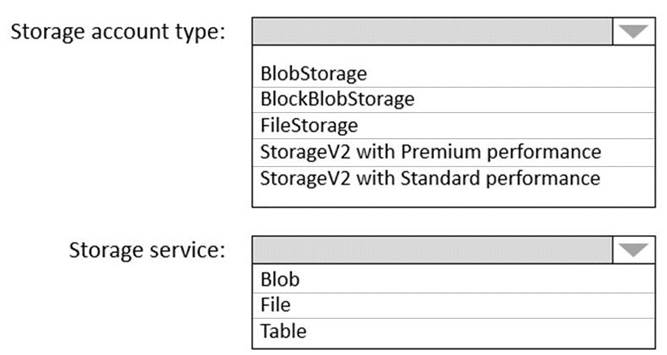 Storage account type:
BlobStorage
BlockBlobStorage
FileStorage
StorageV2 with Premium performance
StorageV2 with Standard performance
Storage service:
Blob
File
Table